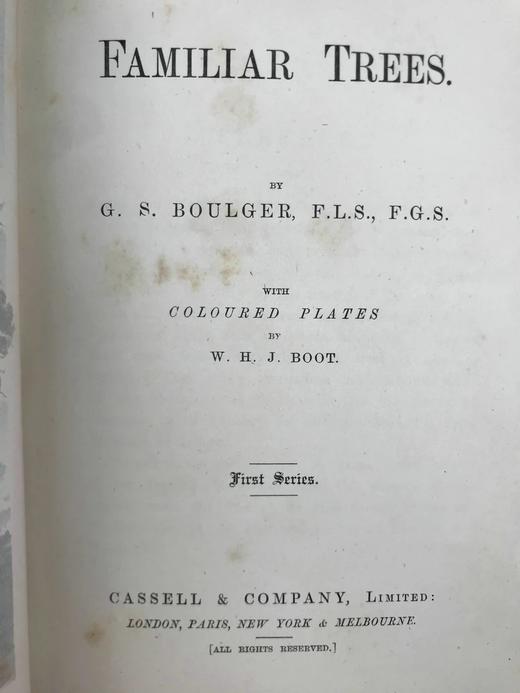 FAMILIAR TREES.
BY
G. S. BOULGER, F.L.S., F.G.S.
WITH
COLOURED PLATES
BY
W. H. J. BOOT.
First Series.
CASSELL & COMPANY, LIMITED:
LONDON, PARIS, NEW YORK & MELBOURNE.
[ALL RIGHTS RESERVED.]